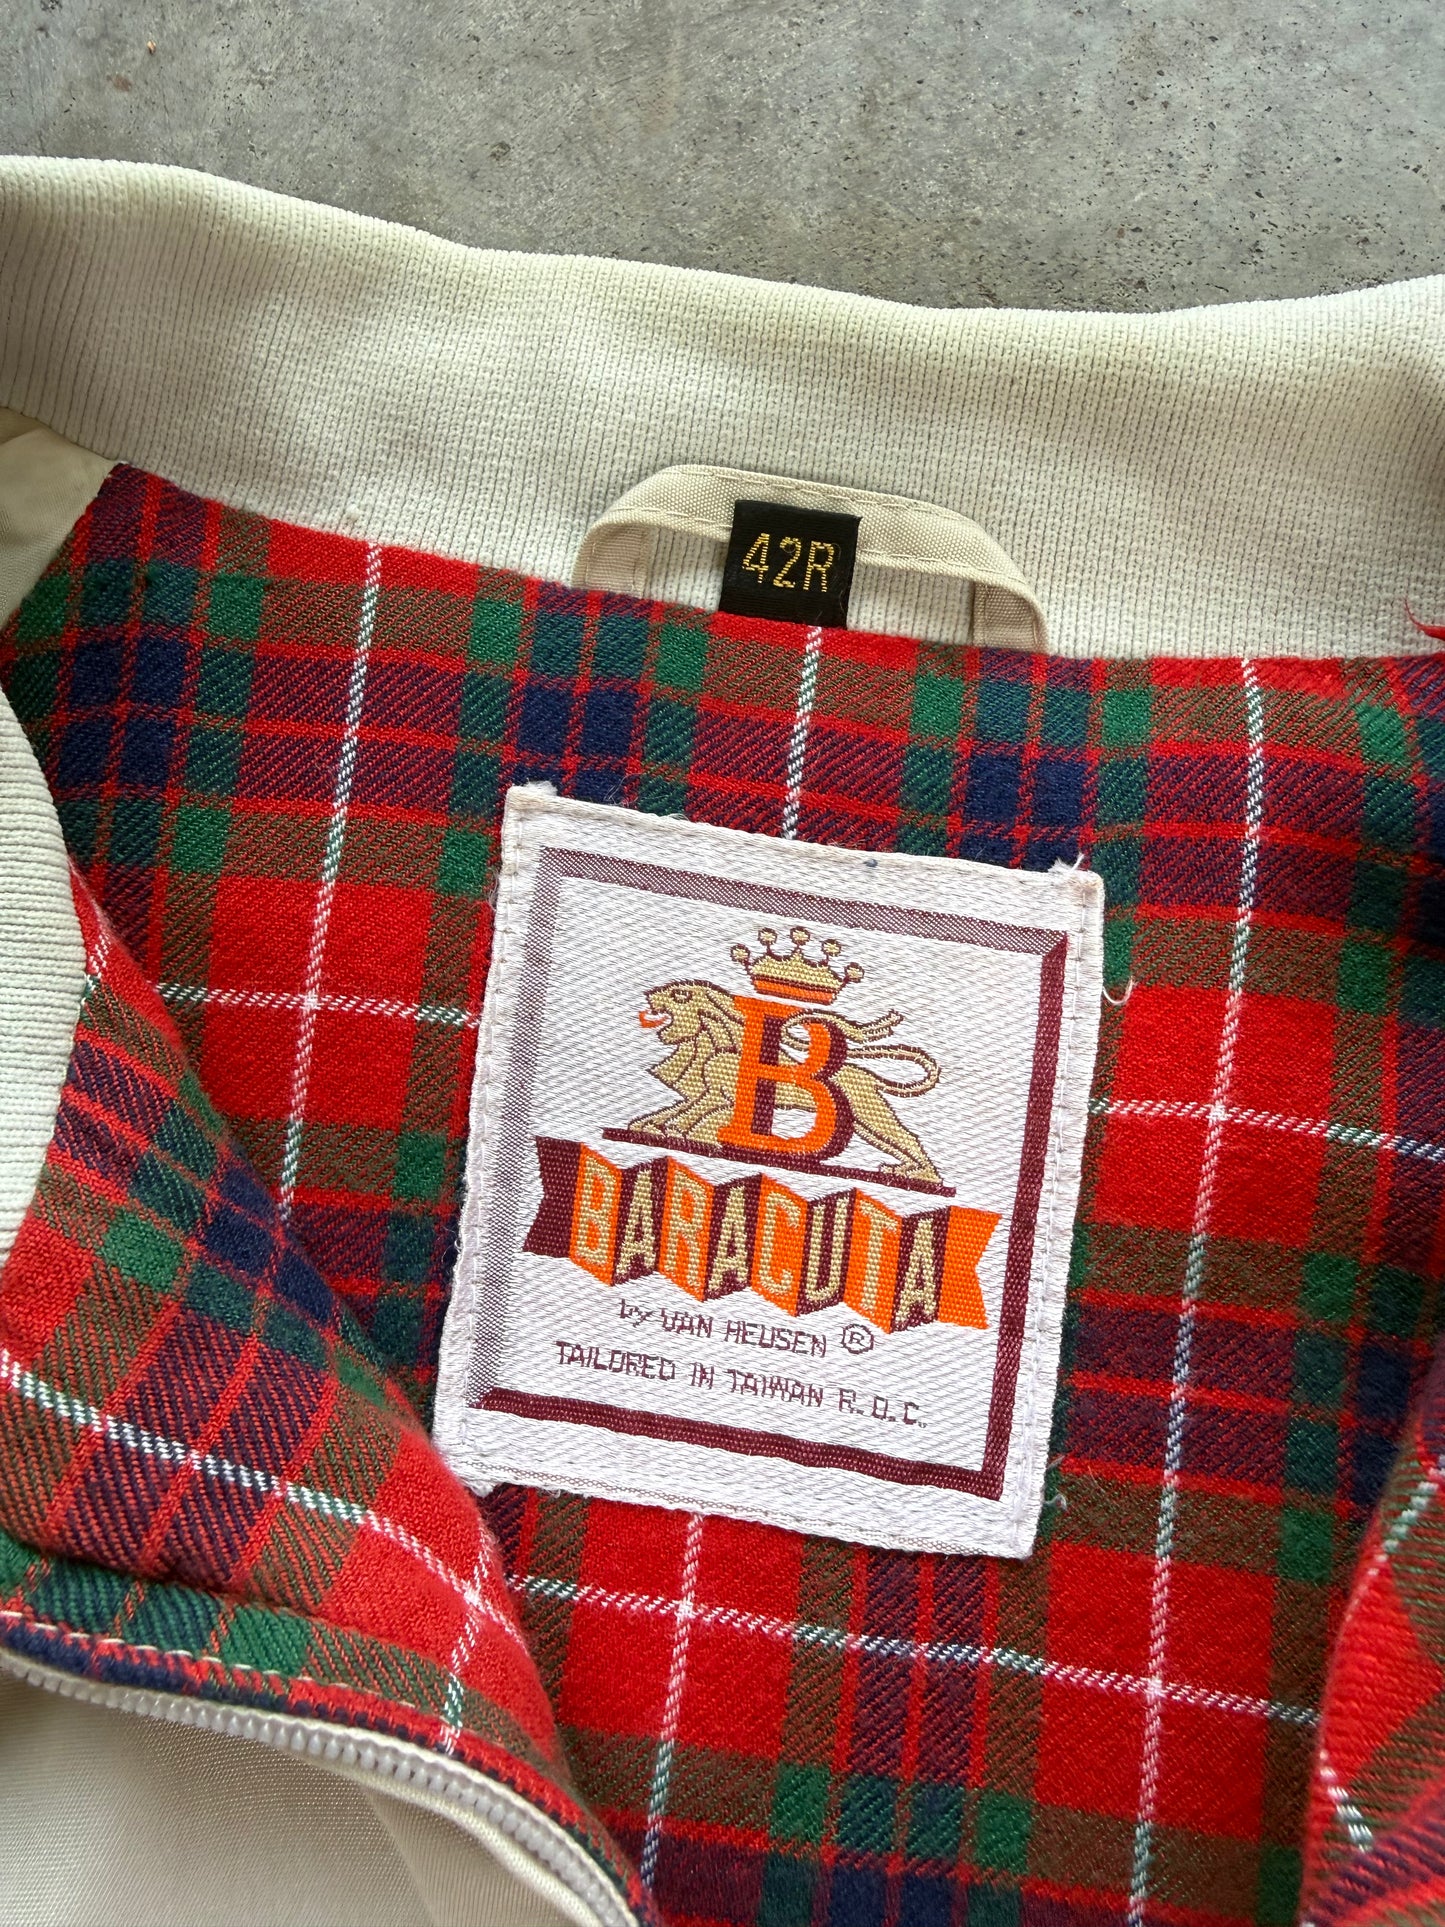 42R
B
BARACUTA
by VAN HEUSEN ®
TAILORED IN TAIWAN R.O.C.